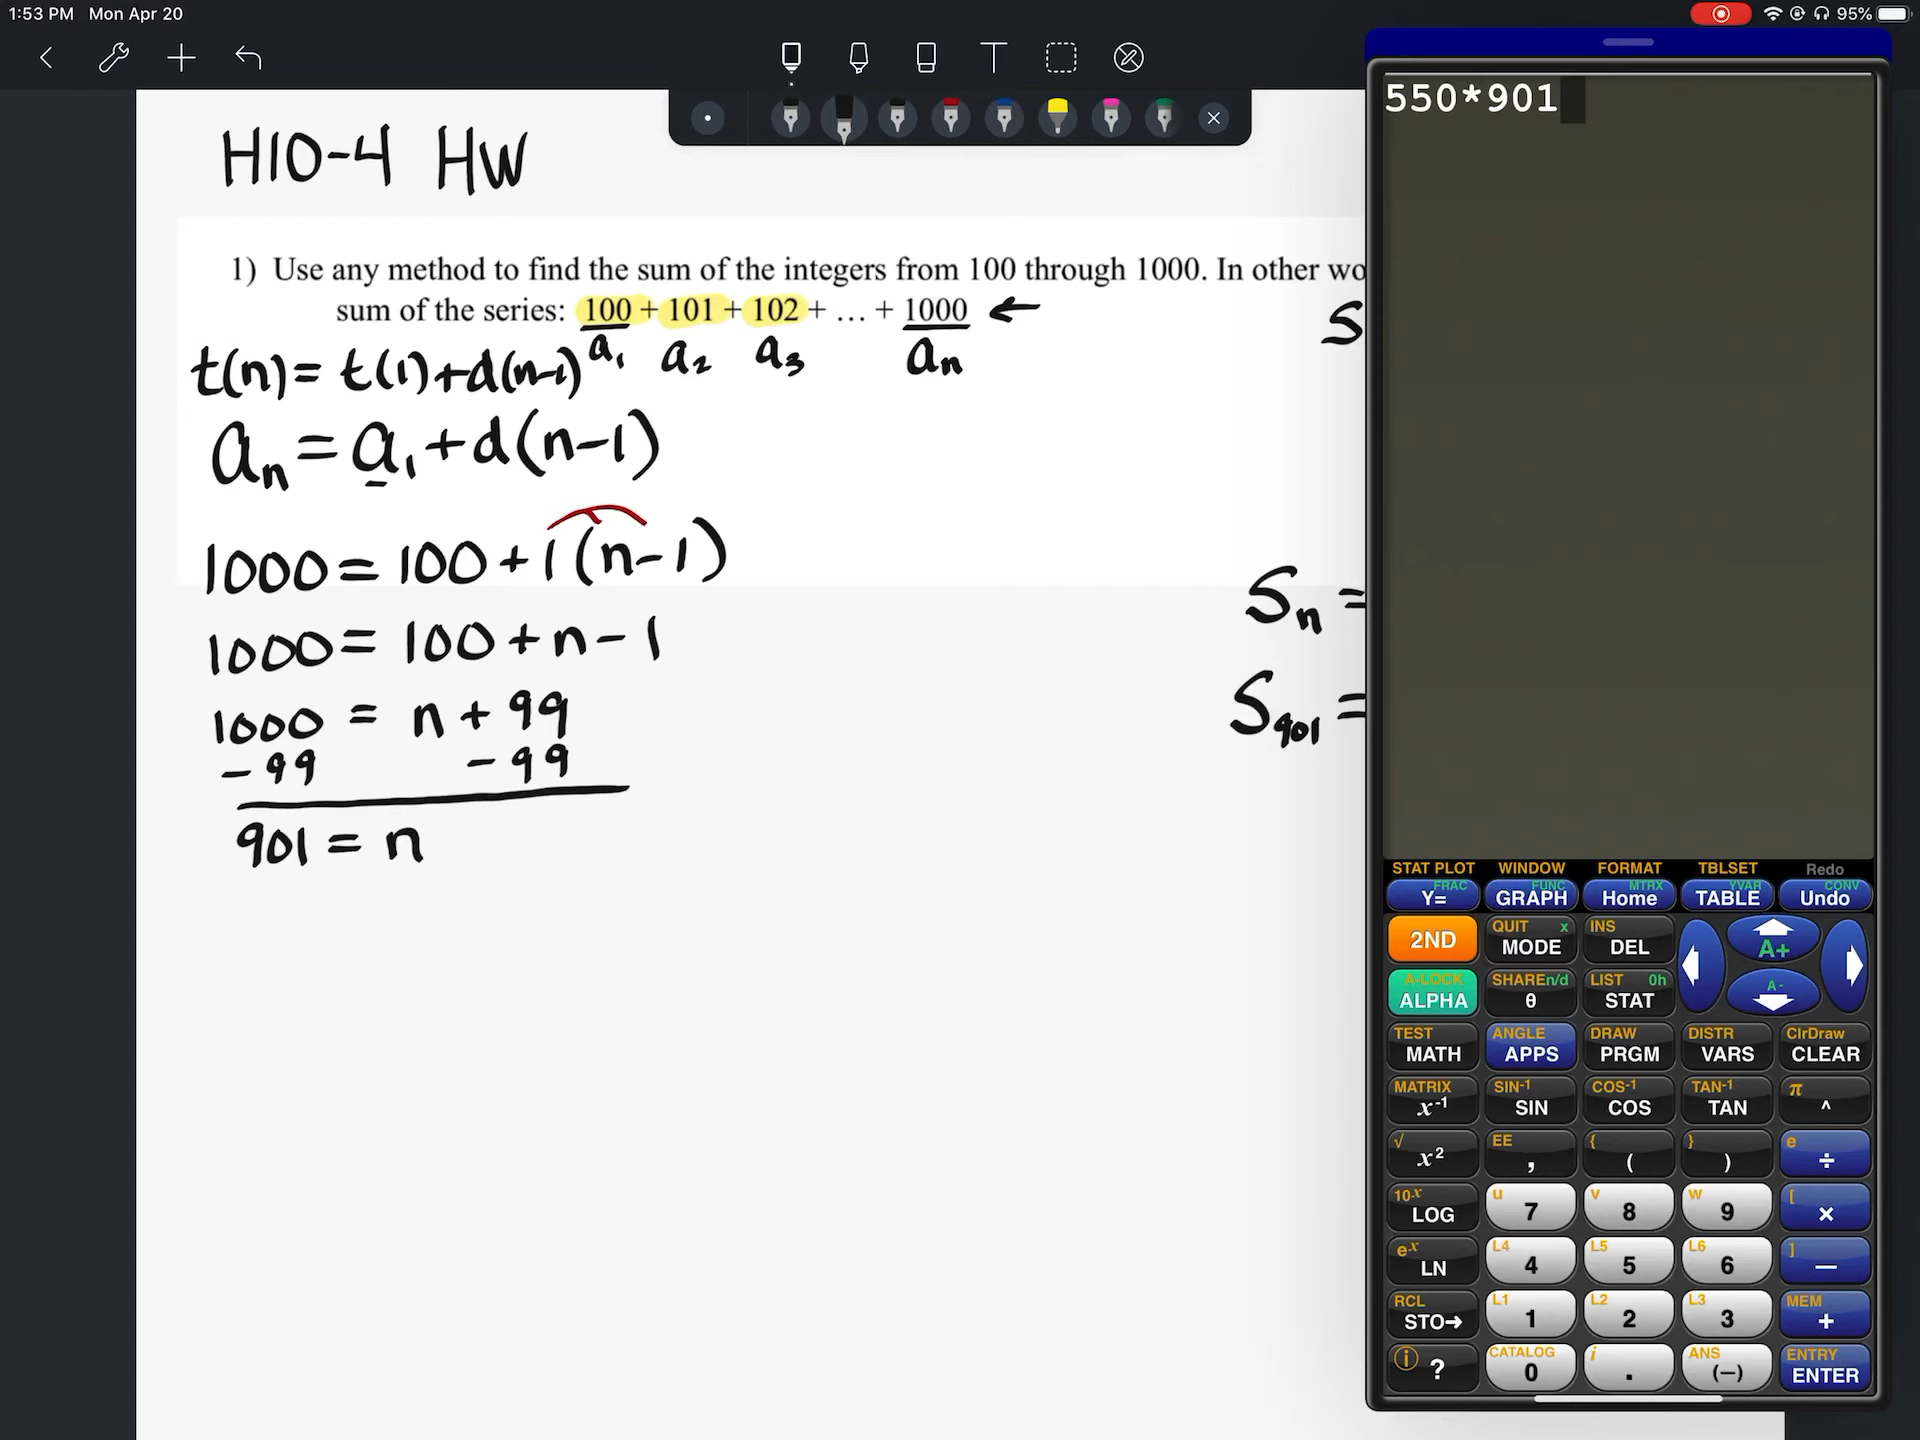 1:53 PM Mon Apr 20
95%
H10-4 HW
1) Use any method to find the sum of the integers from 100 through 1000. In other wo
sum of the series: 100 + 101 + 102 + … + 1000 ←
a₁ a₂ a₃ aₙ
t(n)= t(1)+d(n-1)
aₙ = a₁ + d(n-1)
1000 = 100 + 1(n-1)
1000 = 100 + n - 1
1000 = n + 99
-99 -99
901 = n
S
Sₙ =
S₉₀₁ =
550*901
STAT PLOT WINDOW FORMAT TBLSET Redo
FRAC FUNC MTRX YVAR CONV
Y= GRAPH Home TABLE Undo
QUIT x INS
2ND MODE DEL A+
A-LOCK SHARE n/d LIST 0h A-
ALPHA θ STAT
TEST ANGLE DRAW DISTR ClrDraw
MATH APPS PRGM VARS CLEAR
MATRIX SIN⁻¹ COS⁻¹ TAN⁻¹ π
x⁻¹ SIN COS TAN ^
√ EE { } e
x² , ( ) ÷
10ˣ u v w [
LOG 7 8 9 ×
eˣ L4 L5 L6 ]
LN 4 5 6 −
RCL L1 L2 L3 MEM
STO→ 1 2 3 +
i CATALOG i ANS ENTRY
? 0 . (−) ENTER